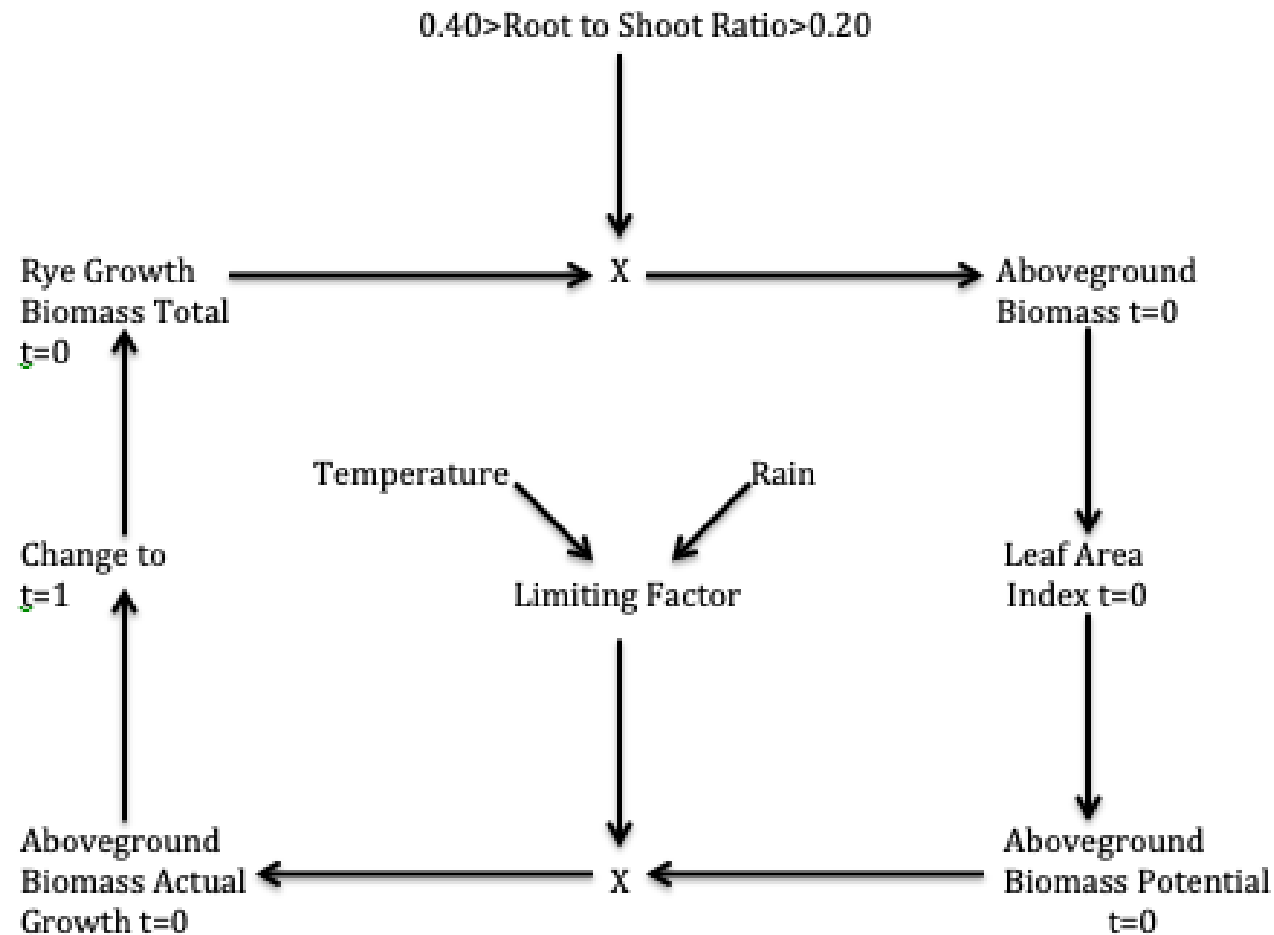 0.40>Root to Shoot Ratio>0.20
Rye Growth
Biomass Total
t=0
X
Aboveground
Biomass t=0
Temperature
Rain
Change to
t=1
Limiting Factor
Leaf Area
Index t=0
Aboveground
Biomass Actual
Growth t=0
X
Aboveground
Biomass Potential
t=0